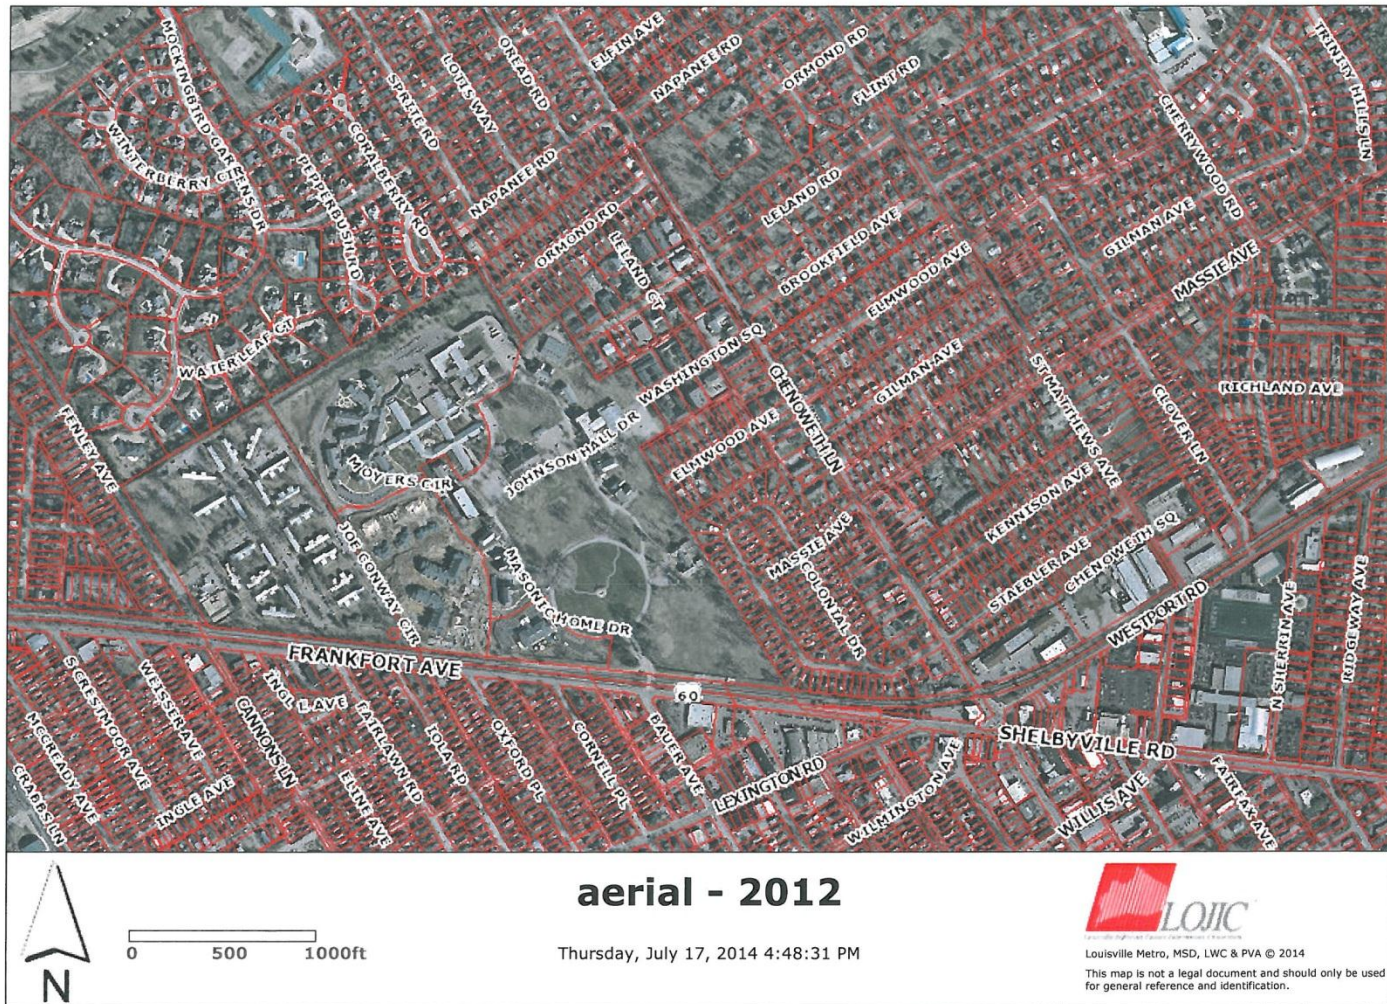 MOCKINGBIRD GARDENS DR
WINTERBERRY CIR
PEPPERBUSH RD
CORALBERRY RD
SPRITE RD
LOTIS WAY
OREAD RD
ELFIN AVE
NAPANEE RD
ORMOND RD
FLINT RD
TRINITY HILLS LN
CHERRYWOOD RD
NAPANEE RD
ORMOND RD
LELAND CT
LELAND RD
BROOKFIELD AVE
ELMWOOD AVE
GILMAN AVE
MASSIE AVE
WATERLEAF CT
WASHINGTON SQ
CHENOWETH LN
GILMAN AVE
ST MATTHEWS AVE
CLOVER LN
RICHLAND AVE
FENLEY AVE
MOYERS CIR
JOHNSON HALL DR
ELMWOOD AVE
JOE CONWAY CIR
MASONIC HOME DR
MASSIE AVE
COLONIAL DR
KENNISON AVE
STAEBLER AVE
CHENOWETH SQ
WESTPORT RD
N SHERRIN AVE
RIDGEWAY AVE
FRANKFORT AVE
60
SHELBYVILLE RD
MCCREADY AVE
CRABBS LN
S CRESTMOOR AVE
WEISSER AVE
INGLE AVE
CANNONS LN
INGLE AVE
FAIRLAWN RD
ELINE AVE
IOLA RD
OXFORD PL
CORNELL PL
BAUER AVE
LEXINGTON RD
WILMINGTON AVE
WILLIS AVE
FAIRFAX AVE
N
0 500 1000ft
aerial - 2012
Thursday, July 17, 2014 4:48:31 PM
LOJIC
Louisville Metro, MSD, LWC & PVA © 2014
This map is not a legal document and should only be used
for general reference and identification.